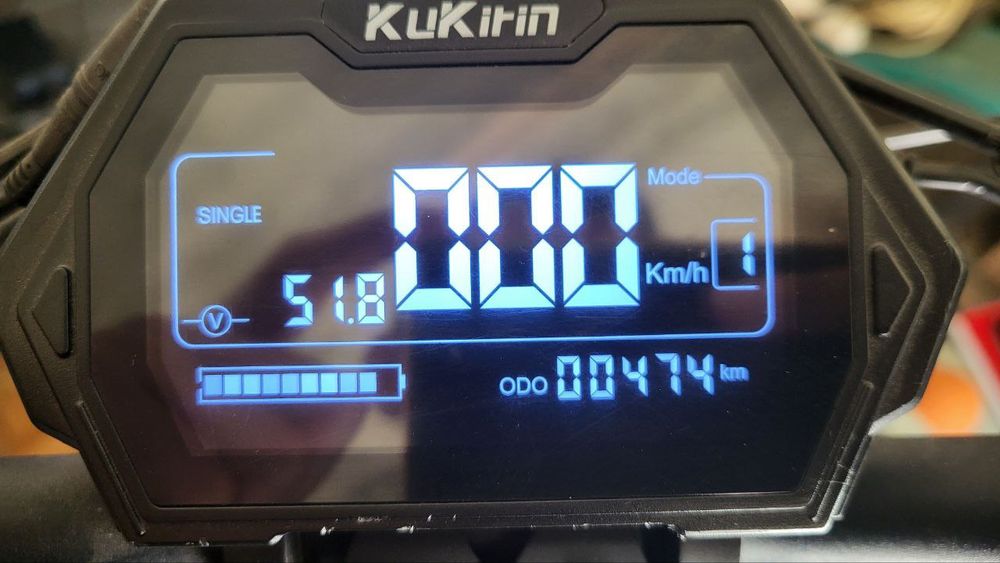 KuKirin
Mode
SINGLE
000
Km/h
1
51.8
V
ODO 00474 km